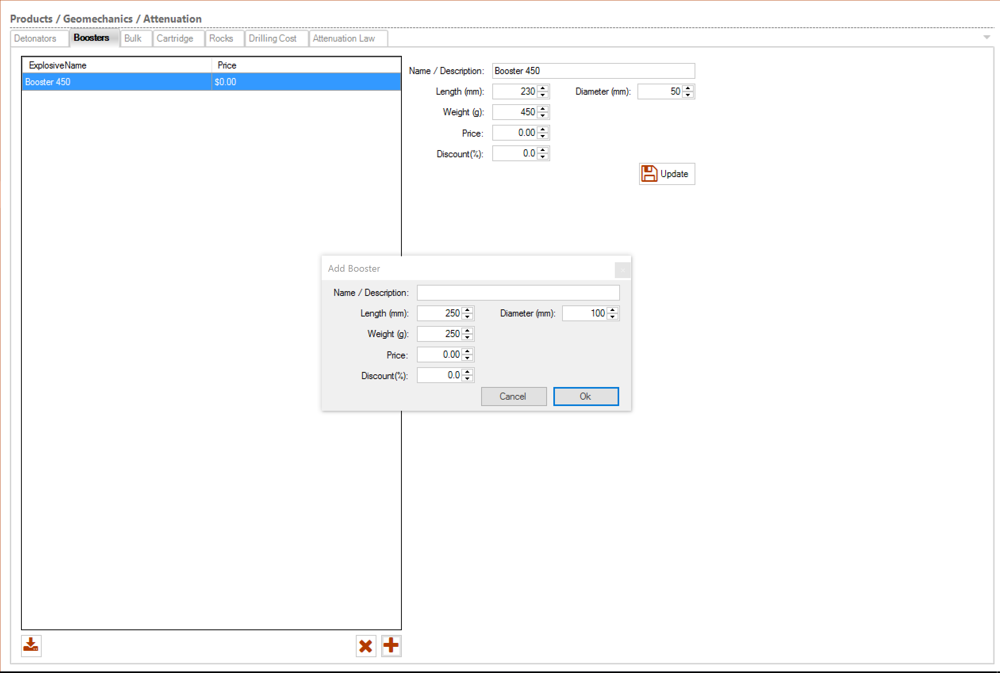 Products / Geomechanics / Attenuation
Detonators Boosters Bulk Cartridge Rocks Drilling Cost Attenuation Law
ExplosiveName Price
Booster 450 $0.00
Name / Description: Booster 450
Length (mm): 230 Diameter (mm): 50
Weight (g): 450
Price: 0.00
Discount(%): 0.0
Update
Add Booster
Name / Description:
Length (mm): 250 Diameter (mm): 100
Weight (g): 250
Price: 0.00
Discount(%): 0.0
Cancel Ok